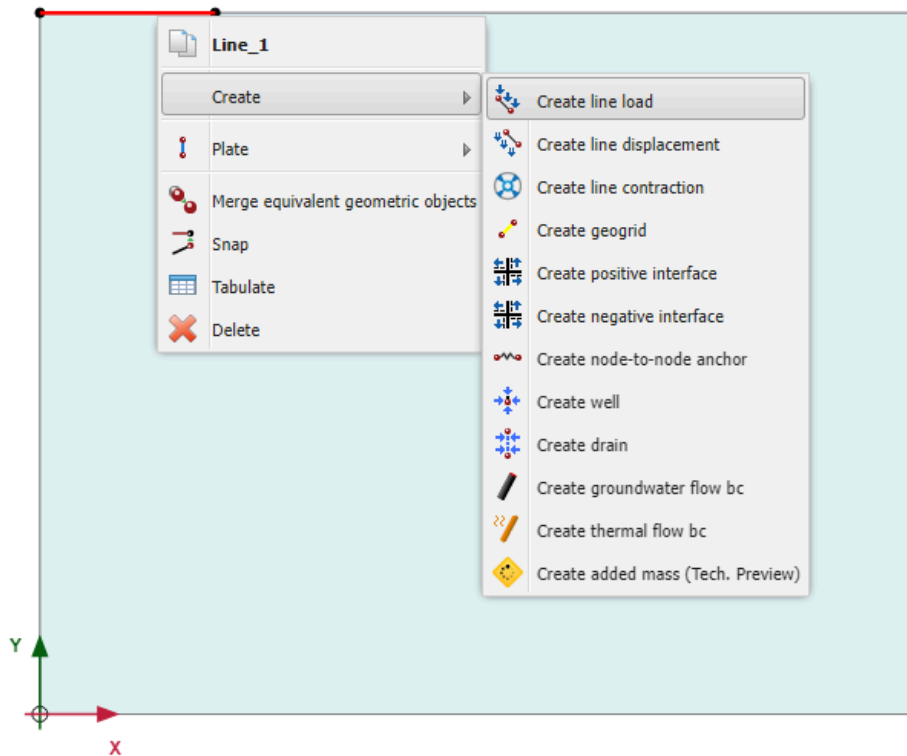 Line_1
Create
Plate
Merge equivalent geometric objects
Snap
Tabulate
Delete
Create line load
Create line displacement
Create line contraction
Create geogrid
Create positive interface
Create negative interface
Create node-to-node anchor
Create well
Create drain
Create groundwater flow bc
Create thermal flow bc
Create added mass (Tech. Preview)
Y
X